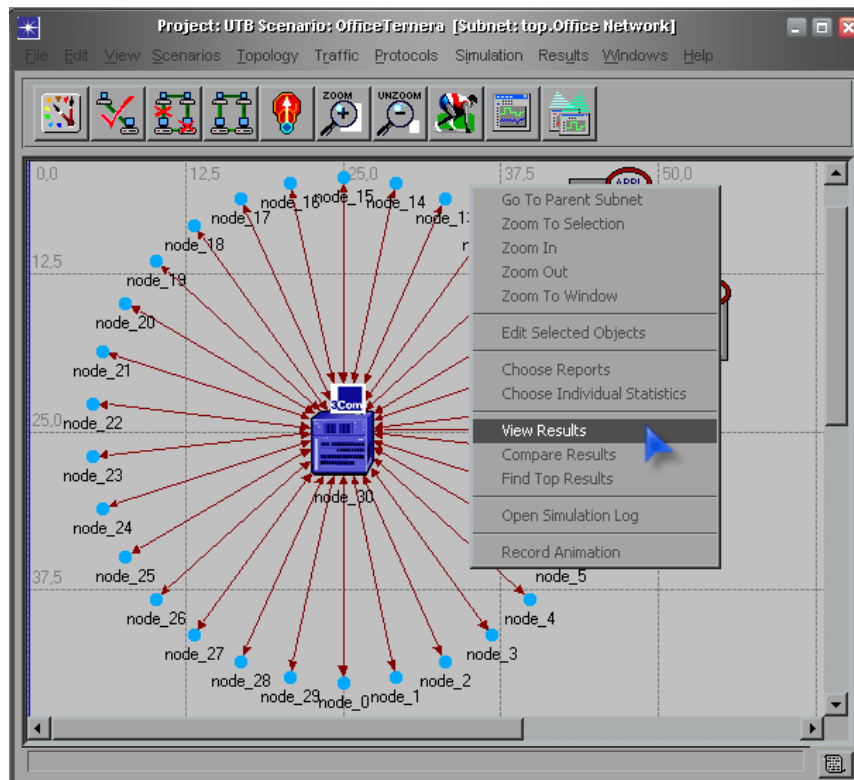 Project: UTB Scenario: OfficeTernera [Subnet: top.Office Network]
File Edit View Scenarios Topology Traffic Protocols Simulation Results Windows Help
ZOOM UNZOOM
0,0 12,5 25,0 37,5 50,0
APPL
node_15
node_16 node_14
node_17 node_13
node_18
12,5
node_19
node_20
node_21
node_22
25,0
node_23
node_24
node_25
37,5
node_26
node_27
node_28
node_29
node_0
node_1
node_2
node_3
node_4
node_5
3Com
node_30
Go To Parent Subnet
Zoom To Selection
Zoom In
Zoom Out
Zoom To Window
Edit Selected Objects
Choose Reports
Choose Individual Statistics
View Results
Compare Results
Find Top Results
Open Simulation Log
Record Animation